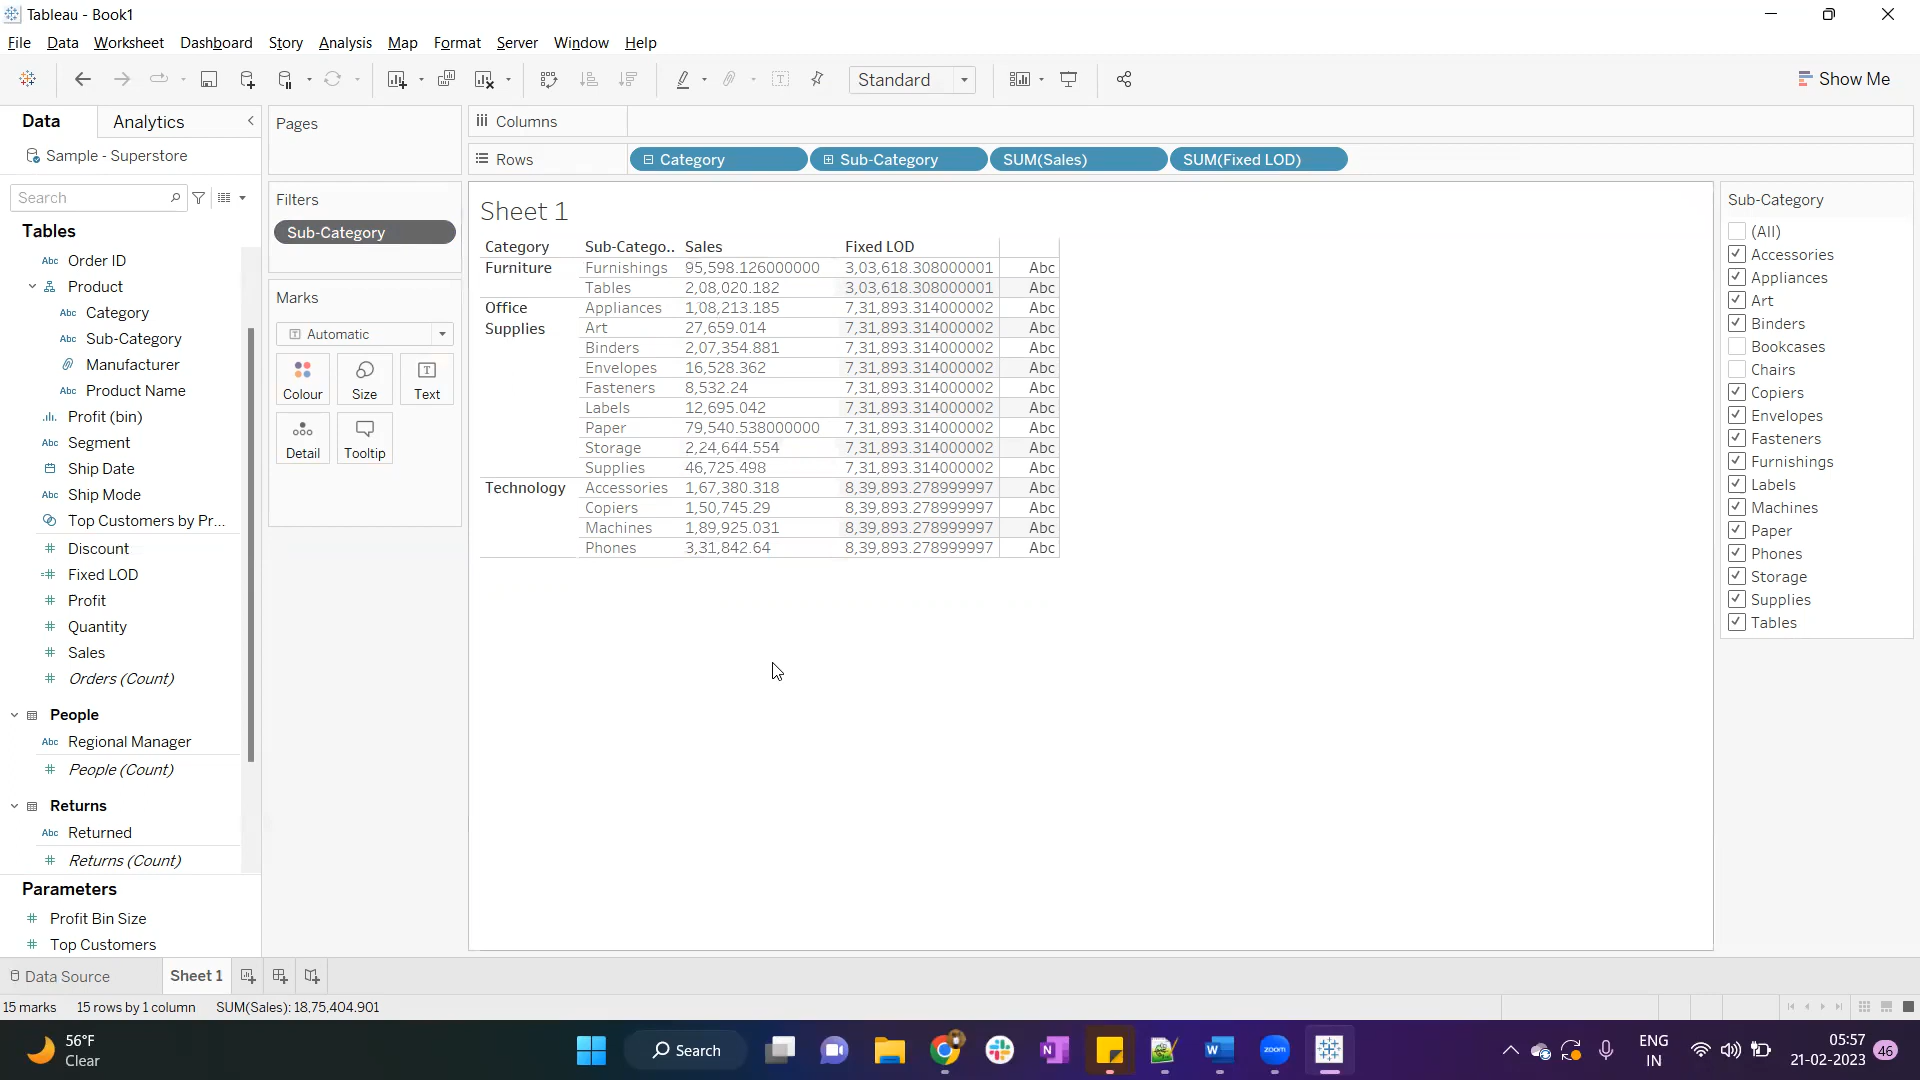 Tableau - Book1
File Data Worksheet Dashboard Story Analysis Map Format Server Window Help
Standard
Show Me
Data
Analytics
Sample - Superstore
Search
Tables
Abc Order ID
Product
Abc Category
Abc Sub-Category
Manufacturer
Abc Product Name
Profit (bin)
Abc Segment
Ship Date
Abc Ship Mode
Top Customers by Pr...
# Discount
=# Fixed LOD
# Profit
# Quantity
# Sales
# Orders (Count)
People
Abc Regional Manager
# People (Count)
Returns
Abc Returned
# Returns (Count)
Parameters
# Profit Bin Size
# Top Customers
Pages
Filters
Sub-Category
Marks
Automatic
Colour Size Text
Detail Tooltip
Columns
Rows Category Sub-Category SUM(Sales) SUM(Fixed LOD)
Sheet 1
Category Sub-Catego.. Sales Fixed LOD
Furniture Furnishings 95,598.126000000 3,03,618.308000001 Abc
Tables 2,08,020.182 3,03,618.308000001 Abc
Office Appliances 1,08,213.185 7,31,893.314000002 Abc
Supplies Art 27,659.014 7,31,893.314000002 Abc
Binders 2,07,354.881 7,31,893.314000002 Abc
Envelopes 16,528.362 7,31,893.314000002 Abc
Fasteners 8,532.24 7,31,893.314000002 Abc
Labels 12,695.042 7,31,893.314000002 Abc
Paper 79,540.538000000 7,31,893.314000002 Abc
Storage 2,24,644.554 7,31,893.314000002 Abc
Supplies 46,725.498 7,31,893.314000002 Abc
Technology Accessories 1,67,380.318 8,39,893.278999997 Abc
Copiers 1,50,745.29 8,39,893.278999997 Abc
Machines 1,89,925.031 8,39,893.278999997 Abc
Phones 3,31,842.64 8,39,893.278999997 Abc
Sub-Category
(All)
Accessories
Appliances
Art
Binders
Bookcases
Chairs
Copiers
Envelopes
Fasteners
Furnishings
Labels
Machines
Paper
Phones
Storage
Supplies
Tables
Data Source
Sheet 1
15 marks 15 rows by 1 column SUM(Sales): 18,75,404.901
56°F
Clear
Search
zoom
ENG
IN
05:57
21-02-2023
46